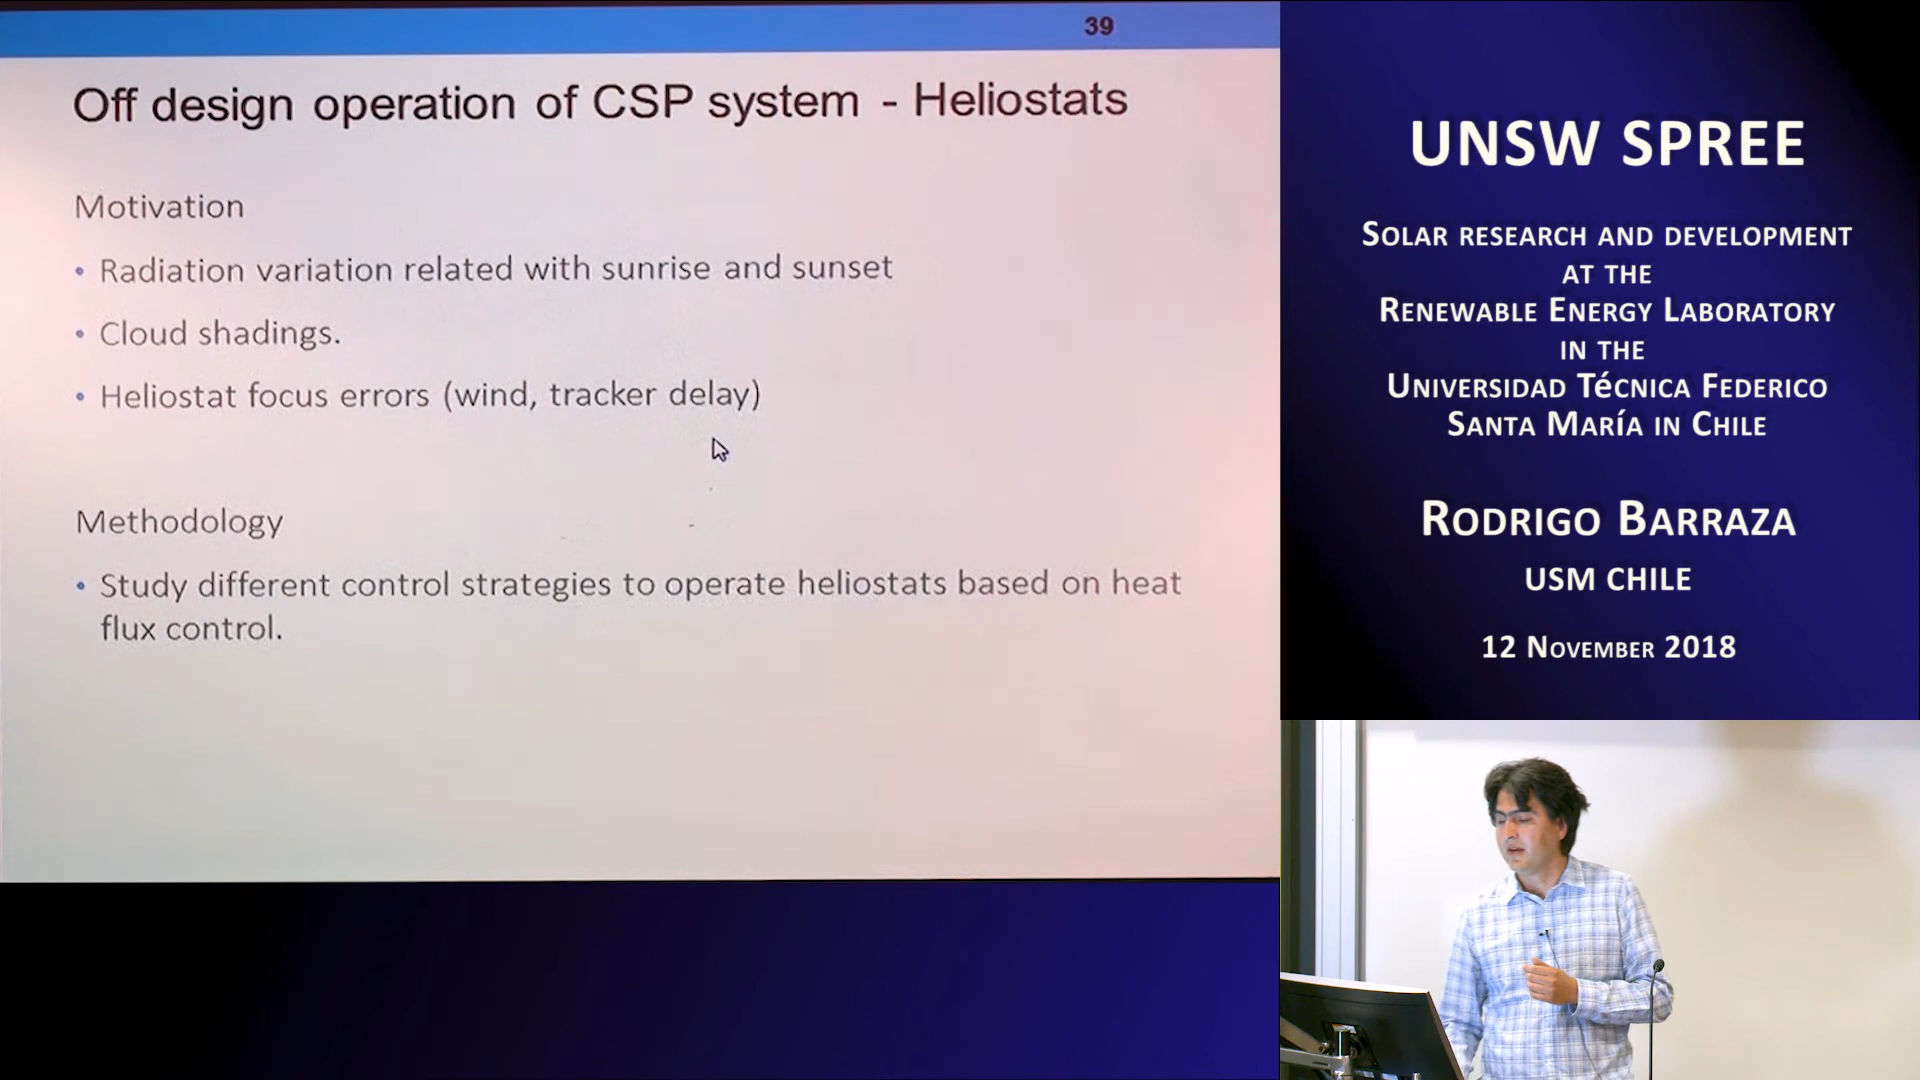 39
Off design operation of CSP system - Heliostats
Motivation
• Radiation variation related with sunrise and sunset
• Cloud shadings.
• Heliostat focus errors (wind, tracker delay)
Methodology
• Study different control strategies to operate heliostats based on heat
flux control.
UNSW SPREE
SOLAR RESEARCH AND DEVELOPMENT
AT THE
RENEWABLE ENERGY LABORATORY
IN THE
UNIVERSIDAD TéCNICA FEDERICO
SANTA MARíA IN CHILE
RODRIGO BARRAZA
USM CHILE
12 NOVEMBER 2018